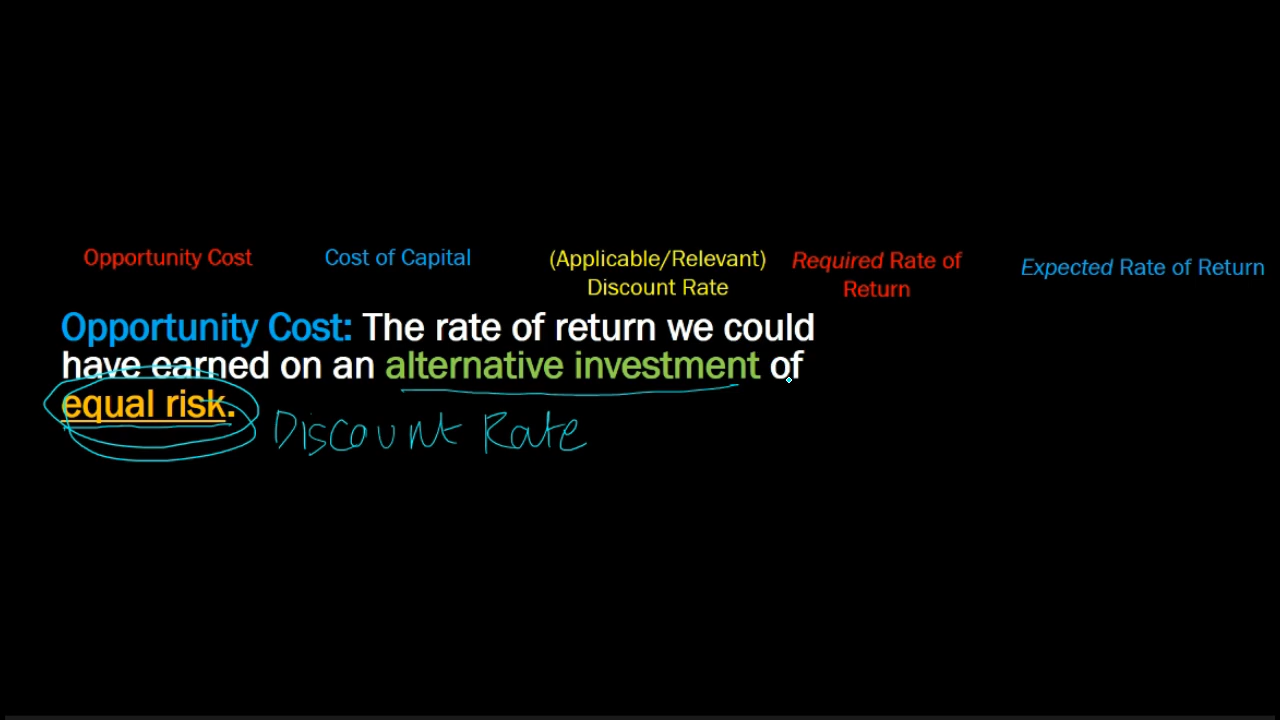 Opportunity Cost
Cost of Capital
(Applicable/Relevant)
Discount Rate
Required Rate of
Return
Expected Rate of Return
Opportunity Cost: The rate of return we could
have earned on an alternative investment of
equal risk.
Discount Rate